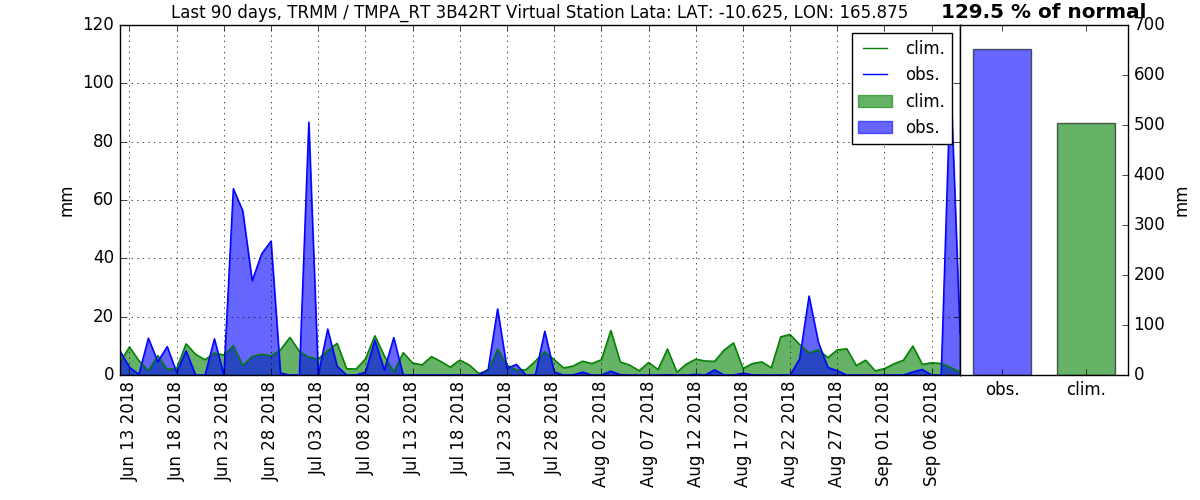 Last 90 days, TRMM / TMPA_RT 3B42RT Virtual Station Lata: LAT: -10.625, LON: 165.875
129.5 % of normal
120
100
80
60
40
20
0
mm
clim.
obs.
clim.
obs.
700
600
500
400
300
200
100
0
mm
obs.
clim.
Jun 13 2018
Jun 18 2018
Jun 23 2018
Jun 28 2018
Jul 03 2018
Jul 08 2018
Jul 13 2018
Jul 18 2018
Jul 23 2018
Jul 28 2018
Aug 02 2018
Aug 07 2018
Aug 12 2018
Aug 17 2018
Aug 22 2018
Aug 27 2018
Sep 01 2018
Sep 06 2018